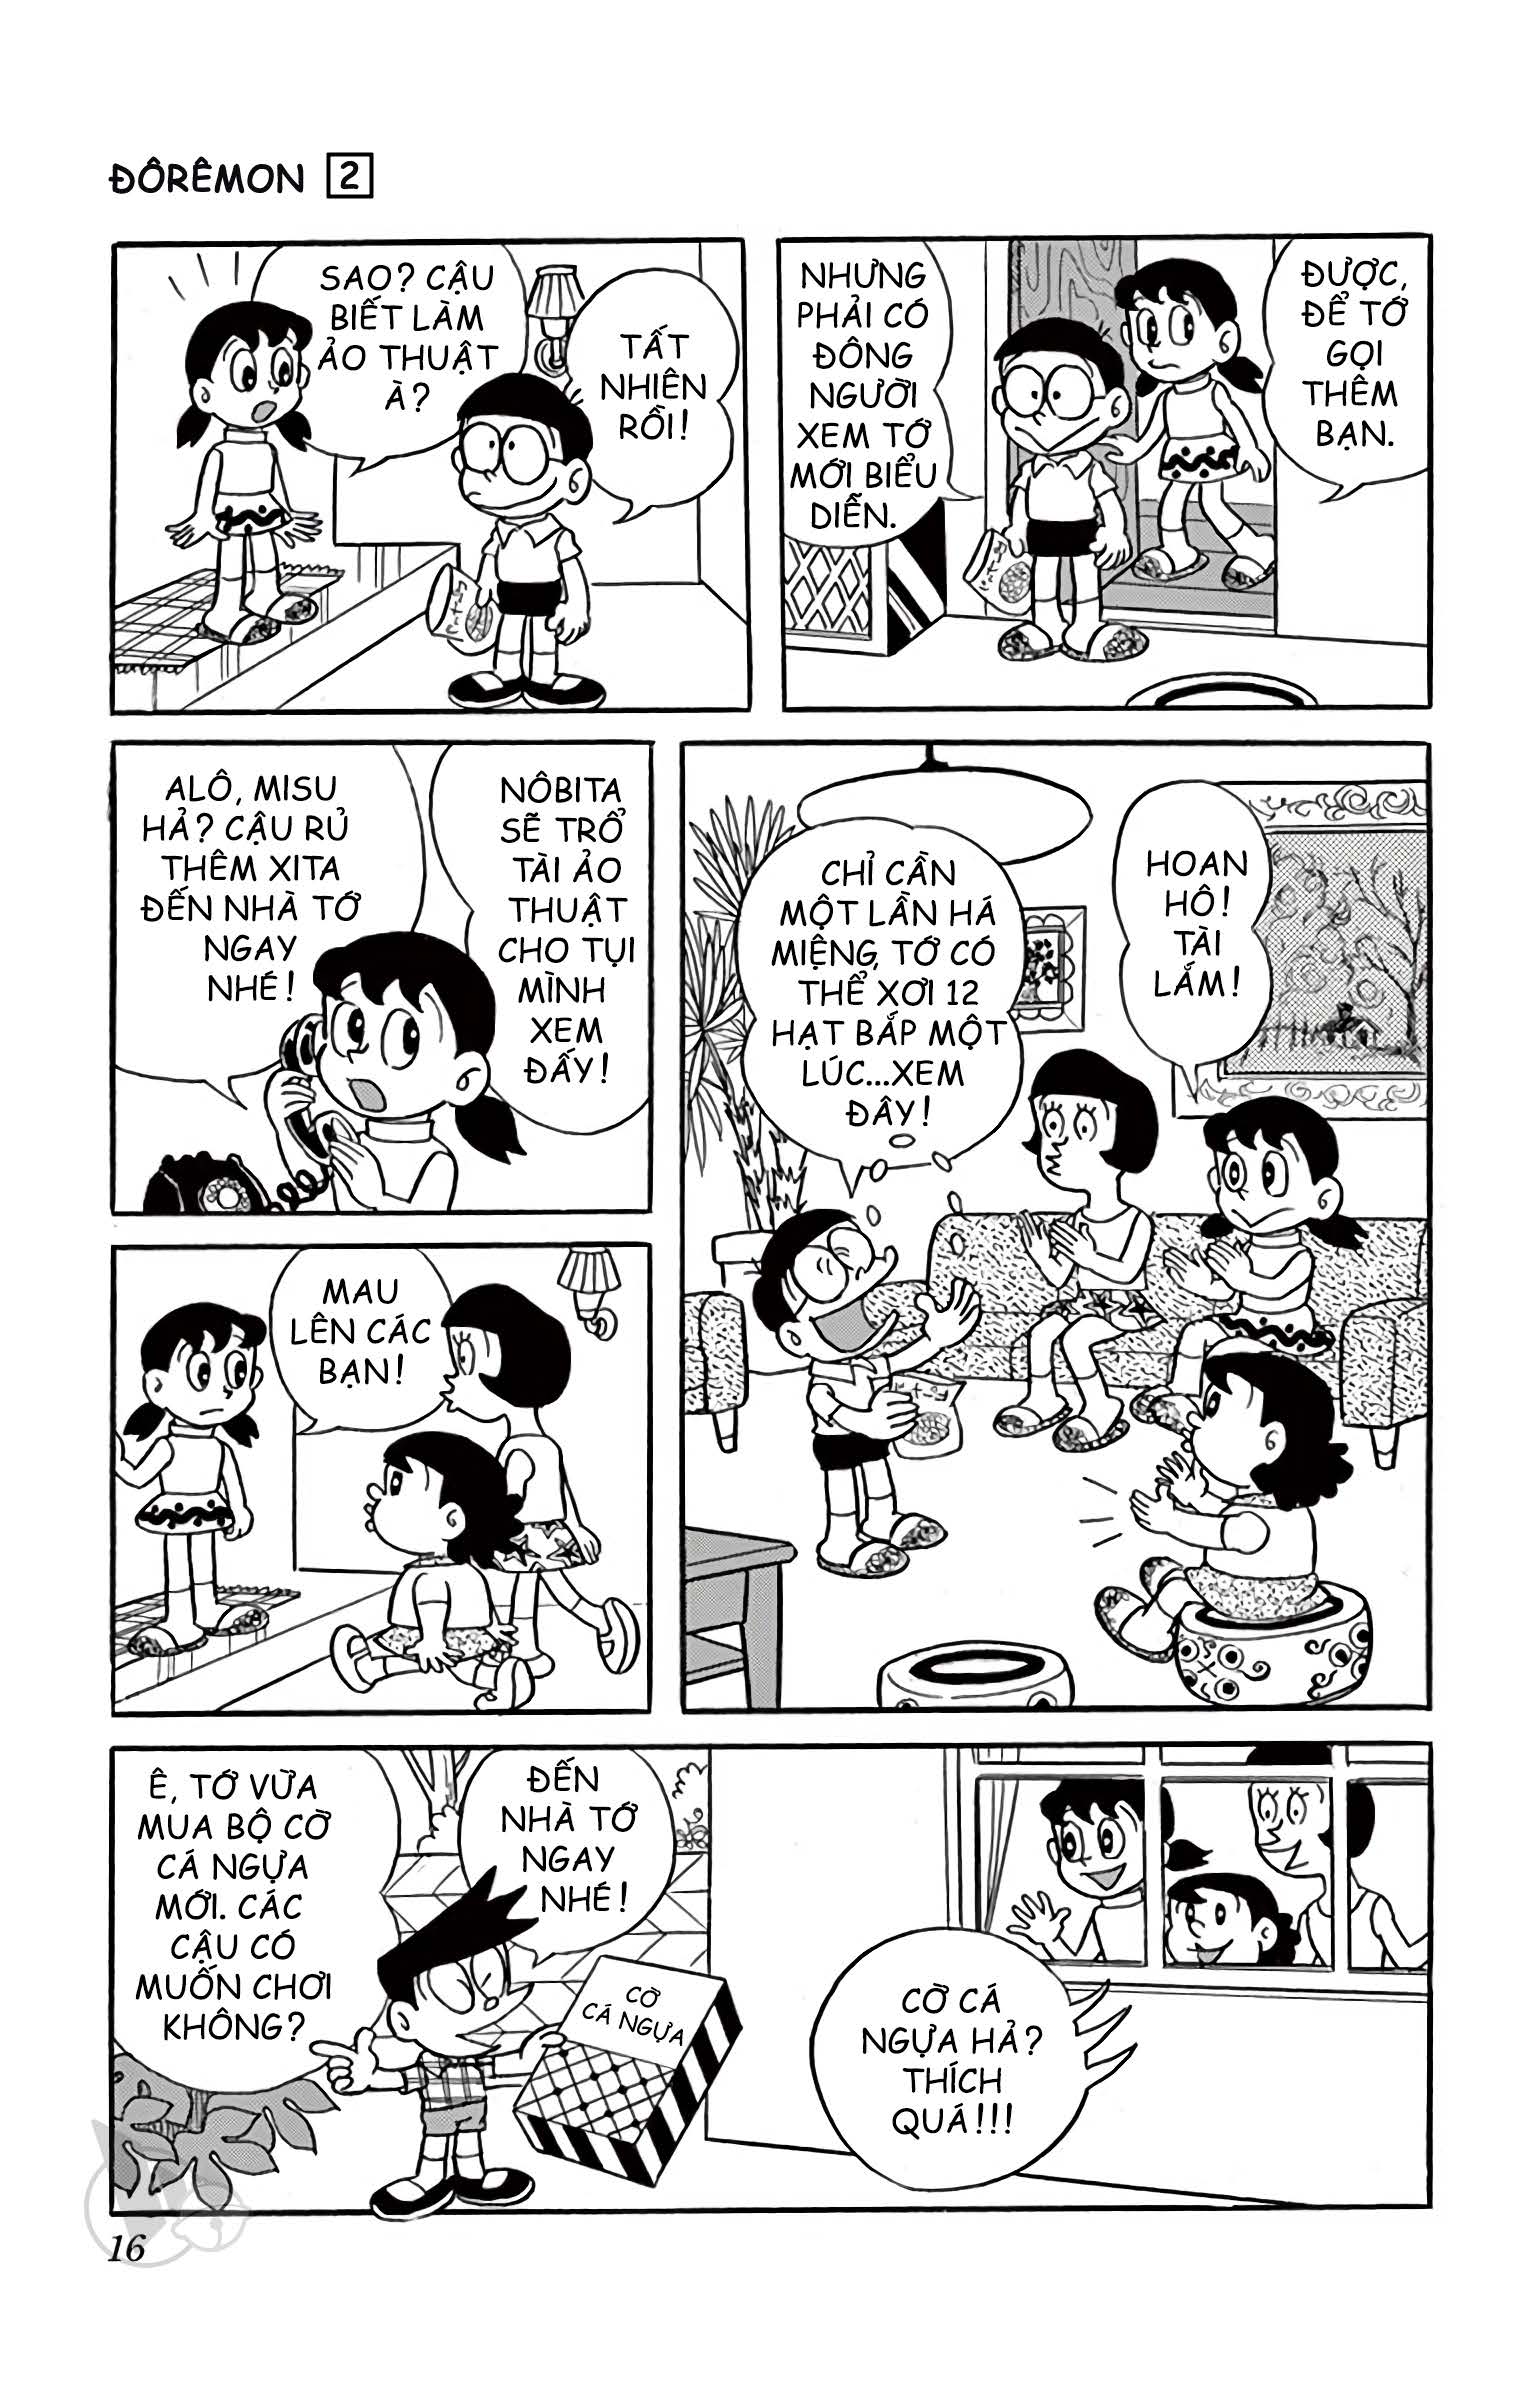 ĐÔRÊMON 2
SAO? CẬU
BIẾT LÀM
ẢO THUẬT
À?
TẤT
NHIÊN
RỒI!
NHƯNG
PHẢI CÓ
ĐÔNG
NGƯỜI
XEM TỚ
MỚI BIỂU
DIỄN.
ĐƯỢC,
ĐỂ TỚ
GỌI
THÊM
BẠN.
ALÔ, MISU
HẢ? CẬU RỦ
THÊM XITA
ĐẾN NHÀ TỚ
NGAY
NHÉ!
NÔBITA
SẼ TRỔ
TÀI ẢO
THUẬT
CHO TỤI
MÌNH
XEM
ĐẤY!
MAU
LÊN CÁC
BẠN!
CHỈ CẦN
MỘT LẦN HÁ
MIỆNG, TỚ CÓ
THỂ XƠI 12
HẠT BẮP MỘT
LÚC...XEM
ĐÂY!
HOAN
HÔ!
TÀI
LẮM!
Ê, TỚ VỪA
MUA BỘ CỜ
CÁ NGỰA
MỚI. CÁC
CẬU CÓ
MUỐN CHƠI
KHÔNG?
ĐẾN
NHÀ TỚ
NGAY
NHÉ!
CỜ
CÁ NGỰA
CỜ CÁ
NGỰA HẢ?
THÍCH
QUÁ!!!
16